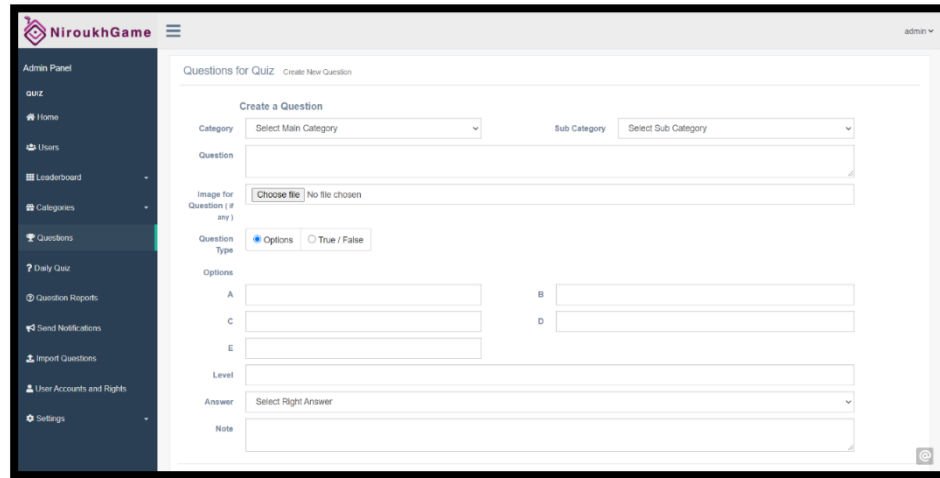 NiroukhGame
admin
Admin Panel
QUIZ
Home
Users
Leaderboard
Categories
Questions
? Daily Quiz
Question Reports
Send Notifications
Import Questions
User Accounts and Rights
Settings
Questions for Quiz Create New Question
Create a Question
Category Select Main Category Sub Category Select Sub Category
Question
Image for Choose file No file chosen
Question ( if
any )
Question Options True / False
Type
Options
A B
C D
E
Level
Answer Select Right Answer
Note
@